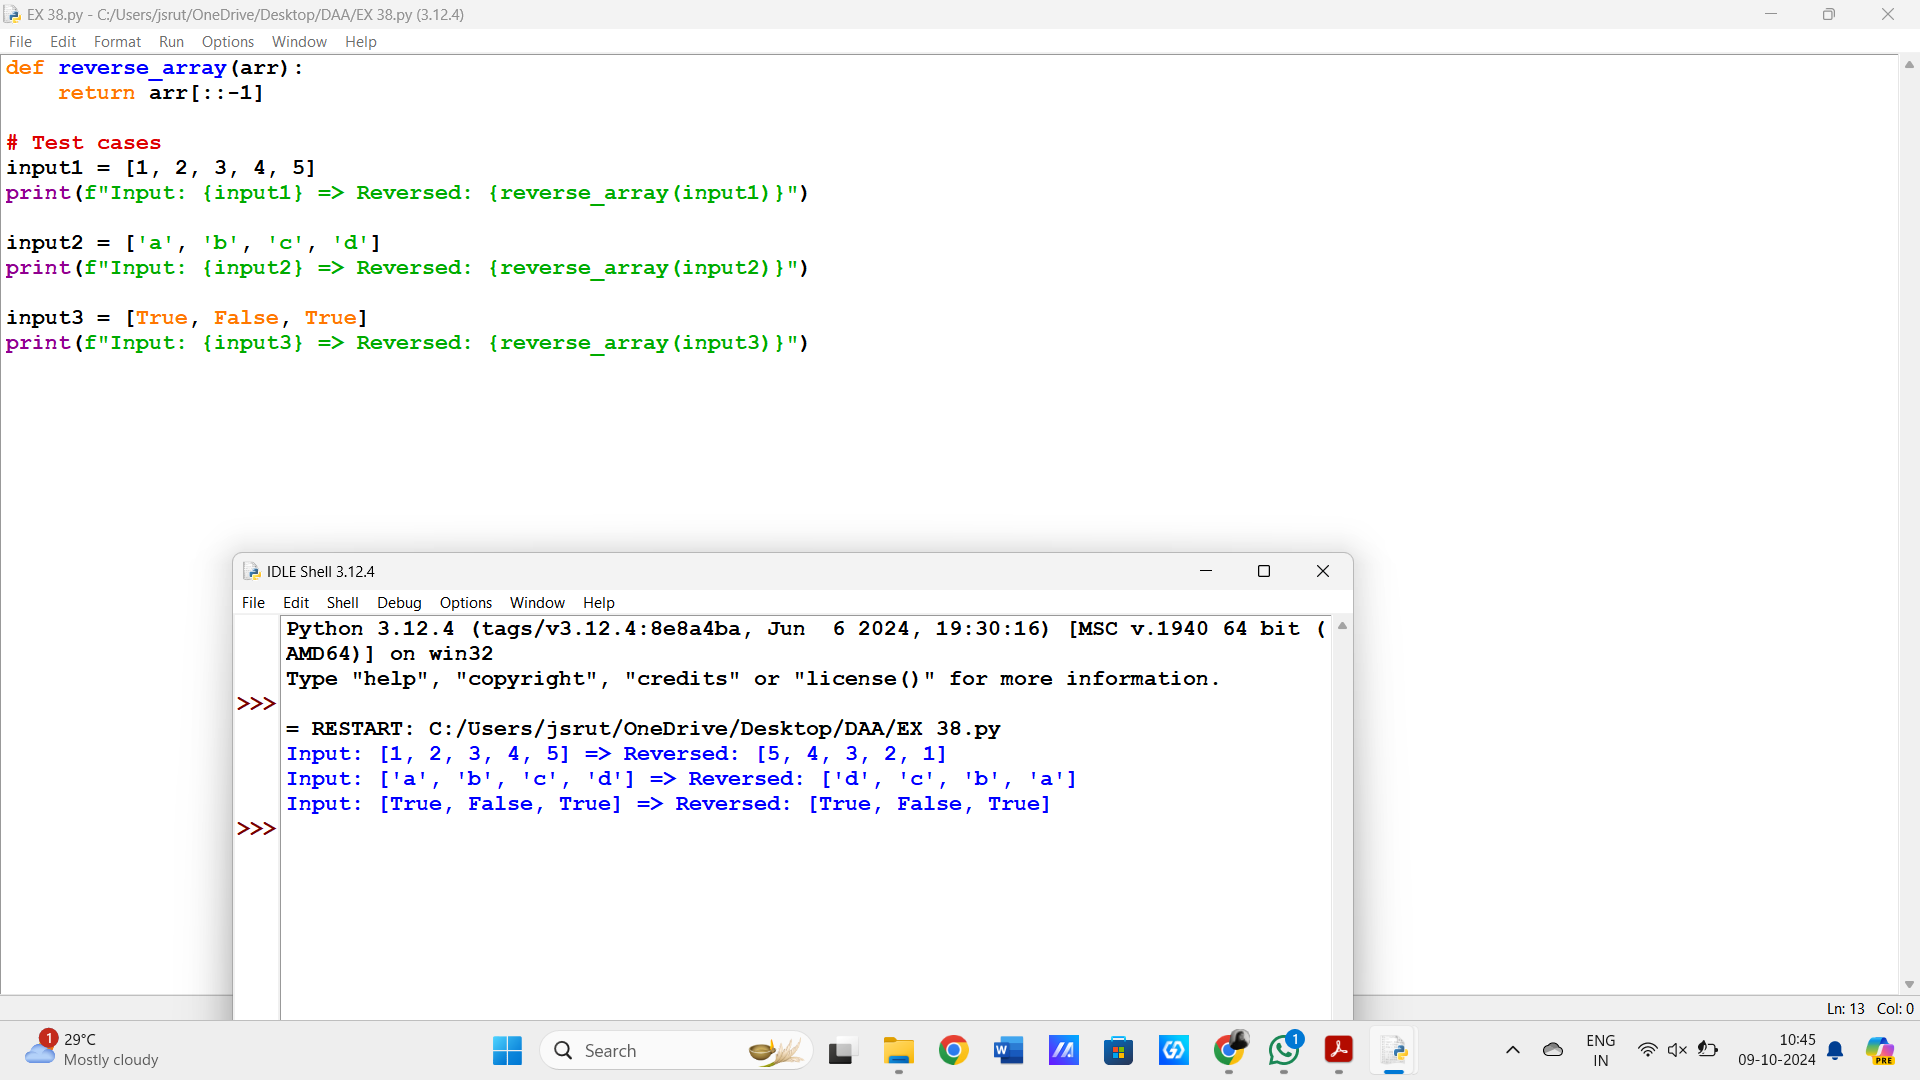 EX 38.py - C:/Users/jsrut/OneDrive/Desktop/DAA/EX 38.py (3.12.4)
File Edit Format Run Options Window Help
def reverse_array(arr):
    return arr[::-1]
# Test cases
input1 = [1, 2, 3, 4, 5]
print(f"Input: {input1} => Reversed: {reverse_array(input1)}")
input2 = ['a', 'b', 'c', 'd']
print(f"Input: {input2} => Reversed: {reverse_array(input2)}")
input3 = [True, False, True]
print(f"Input: {input3} => Reversed: {reverse_array(input3)}")
IDLE Shell 3.12.4
File Edit Shell Debug Options Window Help
Python 3.12.4 (tags/v3.12.4:8e8a4ba, Jun  6 2024, 19:30:16) [MSC v.1940 64 bit (
AMD64)] on win32
Type "help", "copyright", "credits" or "license()" for more information.
>>>
= RESTART: C:/Users/jsrut/OneDrive/Desktop/DAA/EX 38.py
Input: [1, 2, 3, 4, 5] => Reversed: [5, 4, 3, 2, 1]
Input: ['a', 'b', 'c', 'd'] => Reversed: ['d', 'c', 'b', 'a']
Input: [True, False, True] => Reversed: [True, False, True]
>>>
Ln: 13 Col: 0
1
29°C
Mostly cloudy
Search
W
1
ENG
IN
10:45
09-10-2024
PRE